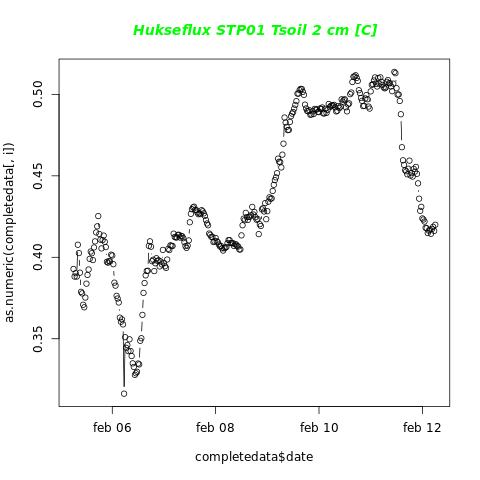 Hukseflux STP01 Tsoil 2 cm [C]
as.numeric(completedata[, i])
0.50
0.45
0.40
0.35
feb 06
feb 08
feb 10
feb 12
completedata$date